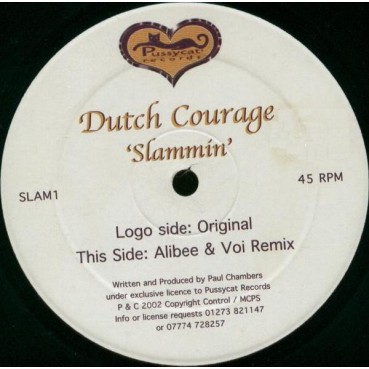 Pussycat
records
Dutch Courage
'Slammin'
SLAM1
45 RPM
Logo side: Original
This Side: Alibee & Voi Remix
Written and Produced by Paul Chambers
under exclusive licence to Pussycat Records
P & C 2002 Copyright Control / MCPS
Info or license requests 01273 821147
or 07774 728257